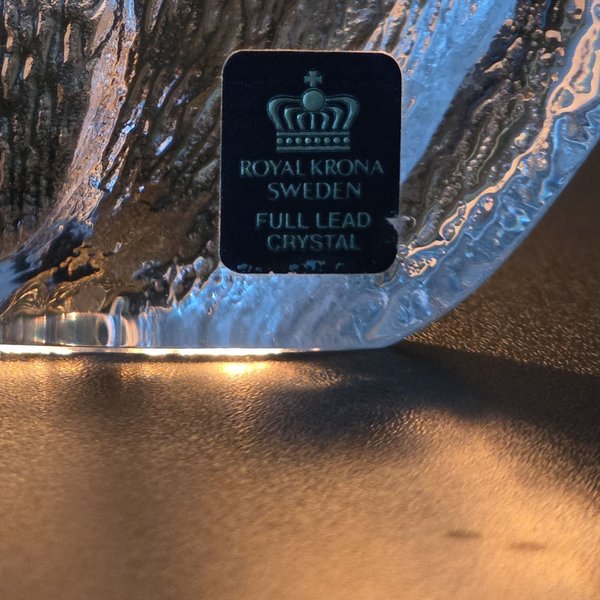 ROYAL KRONA
SWEDEN
FULL LEAD
CRYSTAL